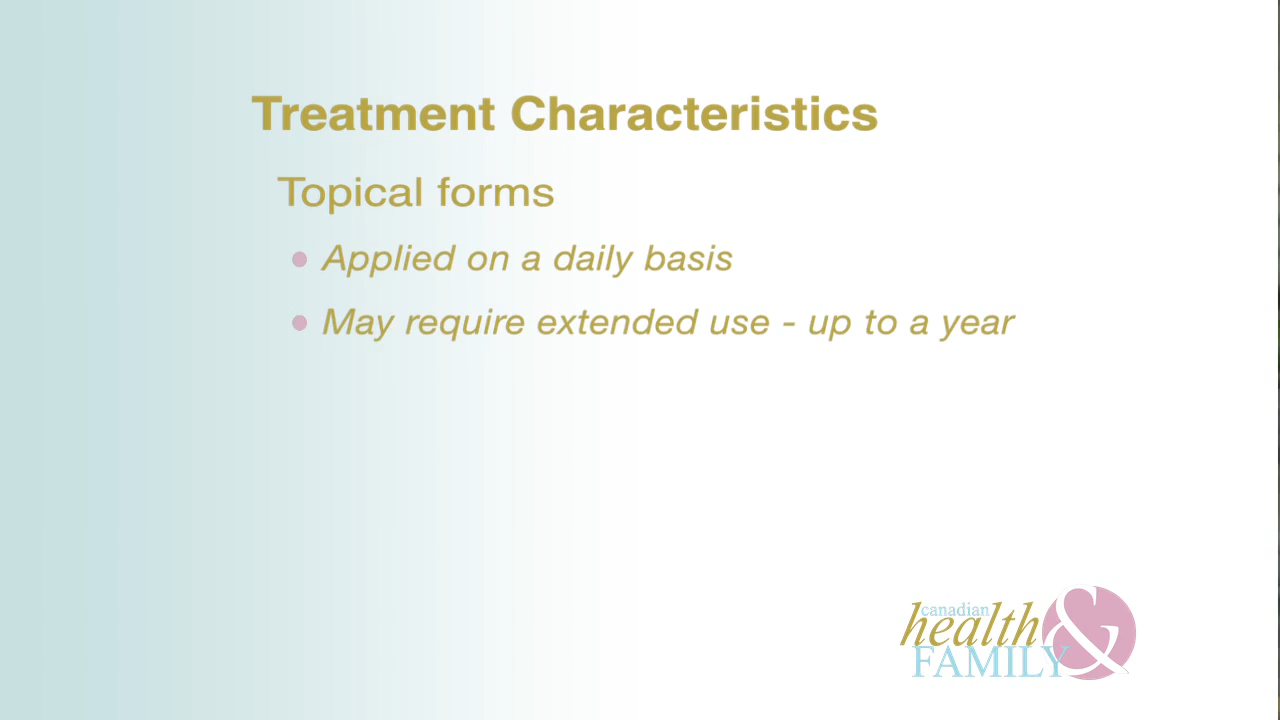 Treatment Characteristics
Topical forms
• Applied on a daily basis
• May require extended use - up to a year
canadian
health &
FAMILY